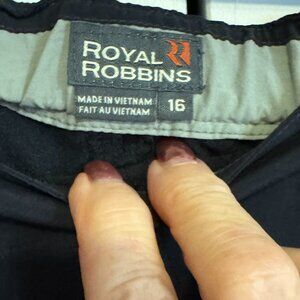 ROYAL
ROBBINS
MADE IN VIETNAM
FAIT AU VIETNAM
16